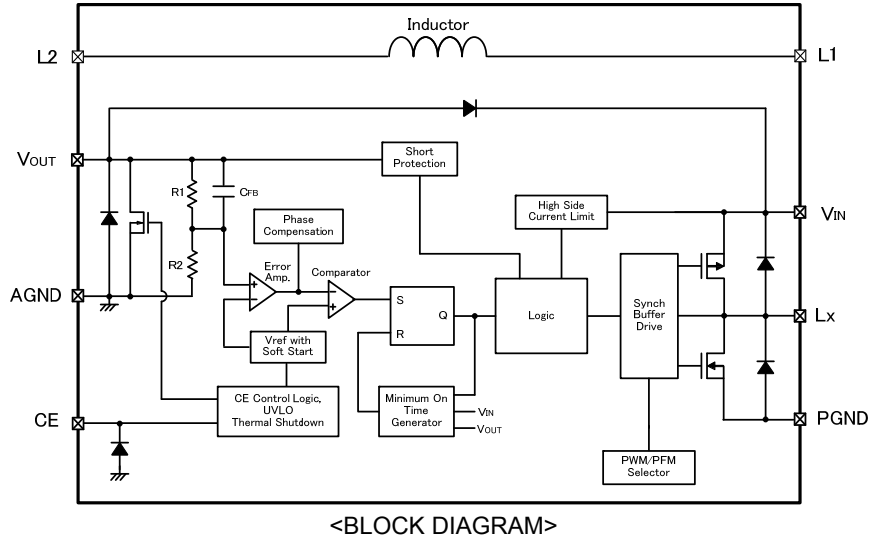 Inductor
L2
L1
VOUT
Short
Protection
R1
CFB
High Side
Current Limit
VIN
Phase
Compensation
R2
Error
Amp.
Comparator
AGND
S
Q
R
Logic
Synch
Buffer
Drive
Lx
Vref with
Soft Start
CE Control Logic,
UVLO
Thermal Shutdown
Minimum On
Time
Generator
VIN
VOUT
CE
PGND
PWM/PFM
Selector
<BLOCK DIAGRAM>